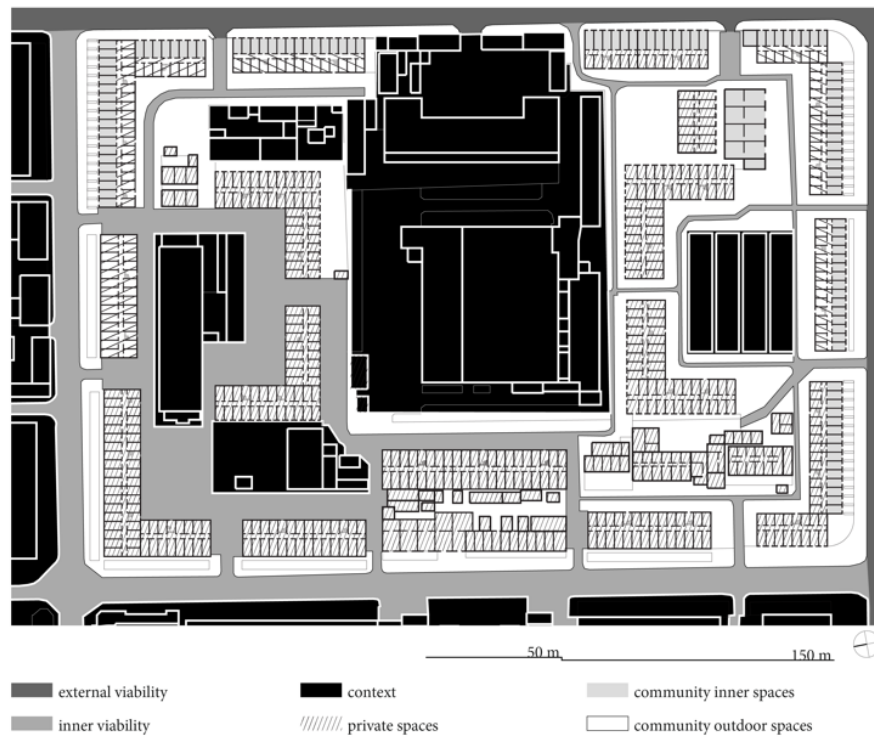 50 m
150 m
external viability
context
community inner spaces
inner viability
private spaces
community outdoor spaces